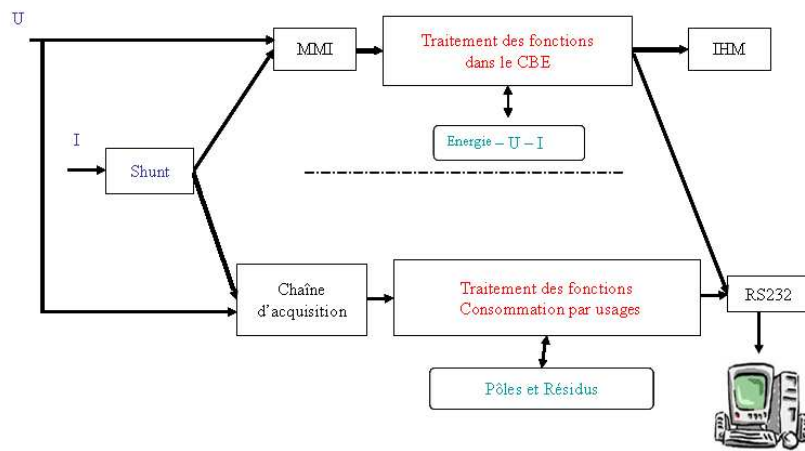 U
MMI
Traitement des fonctions
dans le CBE
IHM
I
Shunt
Energie – U – I
Chaîne
d'acquisition
Traitement des fonctions
Consommation par usages
RS232
Pôles et Résidus